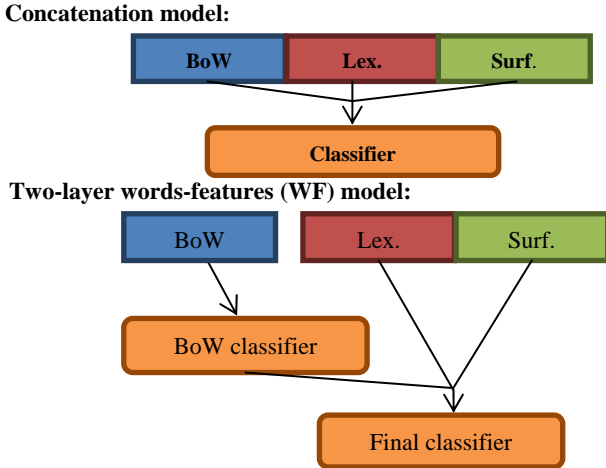 Concatenation model:
BoW Lex. Surf.
Classifier
Two-layer words-features (WF) model:
BoW Lex. Surf.
BoW classifier
Final classifier